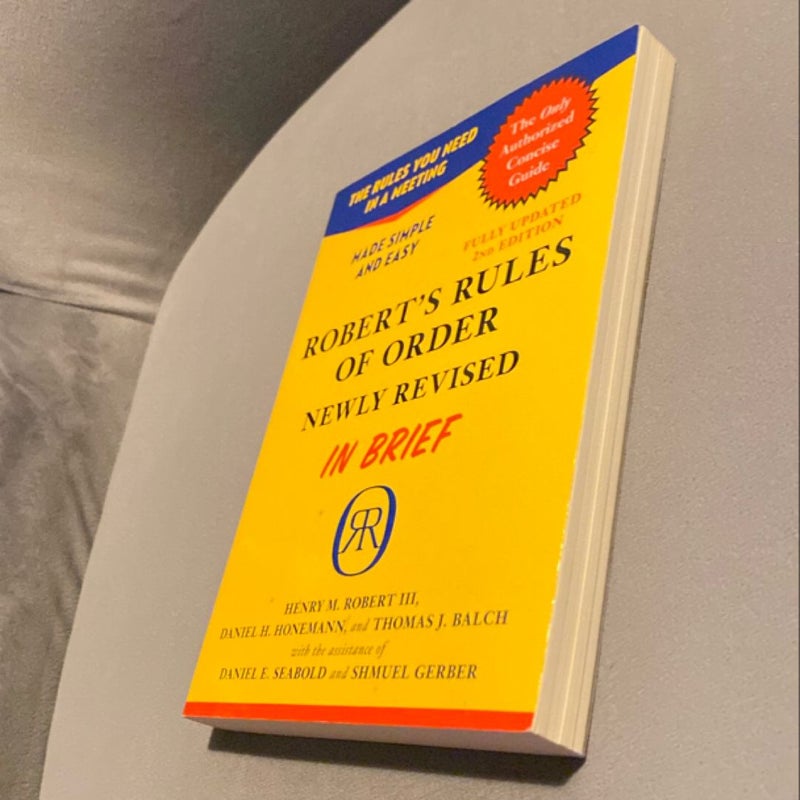 THE RULES YOU NEED
IN A MEETING
The Only
Authorized
Concise
Guide
MADE SIMPLE
AND EASY
FULLY UPDATED
2ND EDITION
ROBERT'S RULES
OF ORDER
NEWLY REVISED
IN BRIEF
ROR
HENRY M. ROBERT III,
DANIEL H. HONEMANN, and THOMAS J. BALCH
with the assistance of
DANIEL E. SEABOLD and SHMUEL GERBER